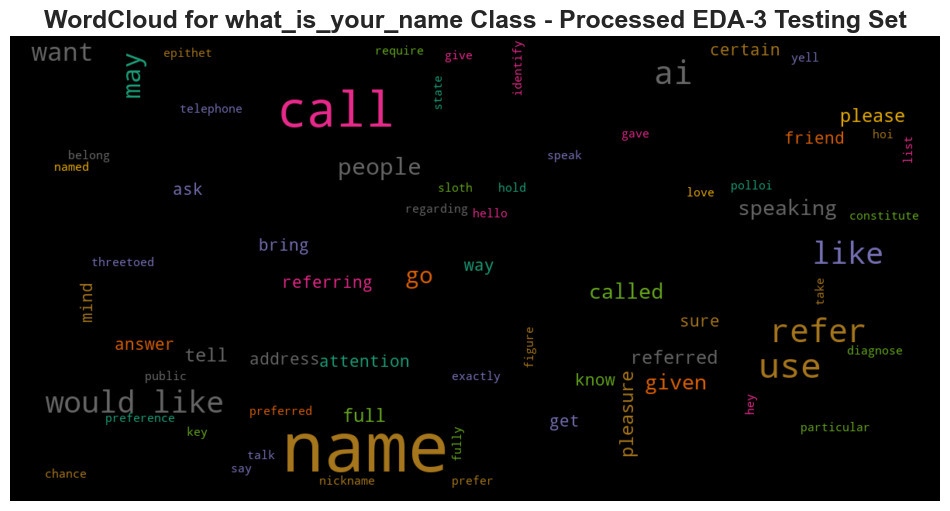 WordCloud for what_is_your_name Class - Processed EDA-3 Testing Set
want
may
epithet
require
give
identify
certain
yell
ai
state
telephone
call
please
friend
hoi
list
gave
belong
named
people
speak
ask
sloth
hold
love
polloi
regarding
hello
speaking
constitute
bring
like
threetoed
way
referring
go
called
take
mind
sure
refer
answer
tell
address
attention
figure
referred
use
diagnose
public
exactly
know
given
pleasure
would like
preference
preferred
full
hey
get
particular
key
name
fully
talk
say
chance
nickname
prefer